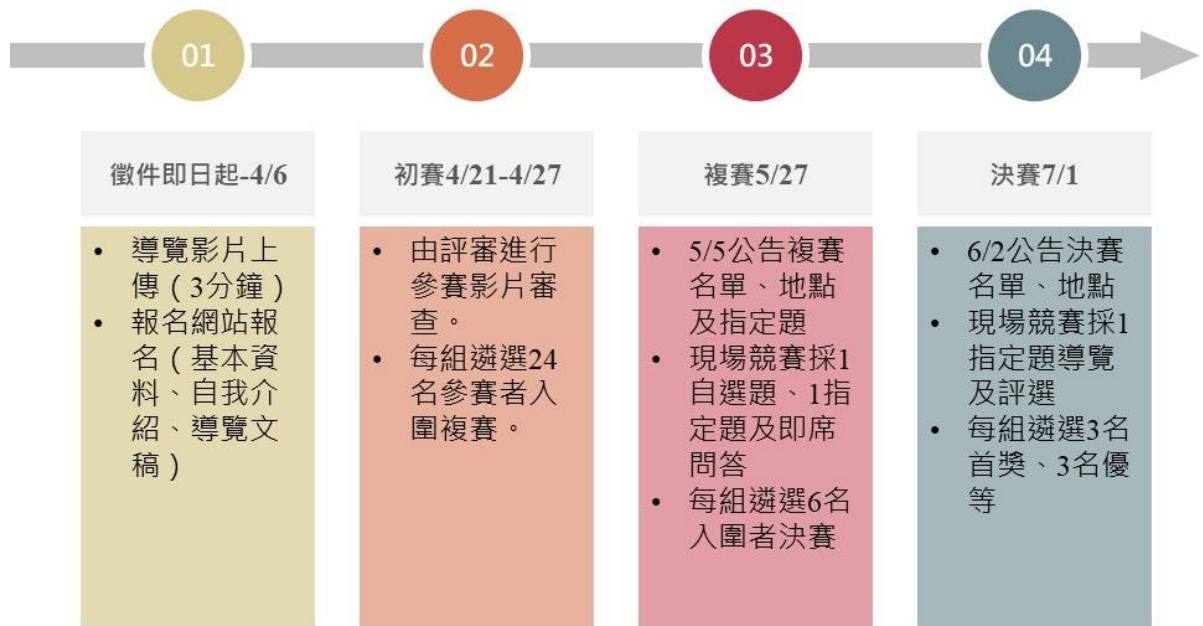 01
02
03
04
徵件即日起-4/6
• 導覽影片上
傳（3分鐘）
• 報名網站報
名（基本資
料、自我介
紹、導覽文
稿）
初賽4/21-4/27
• 由評審進行
參賽影片審
查。
• 每組遴選24
名參賽者入
圍複賽。
複賽5/27
• 5/5公告複賽
名單、地點
及指定題
• 現場競賽採1
自選題、1指
定題及即席
問答
• 每組遴選6名
入圍者決賽
決賽7/1
• 6/2公告決賽
名單、地點
• 現場競賽採1
指定題導覽
及評選
• 每組遴選3名
首獎、3名優
等